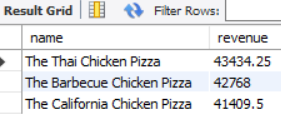 Result Grid Filter Rows:
name revenue
The Thai Chicken Pizza 43434.25
The Barbecue Chicken Pizza 42768
The California Chicken Pizza 41409.5